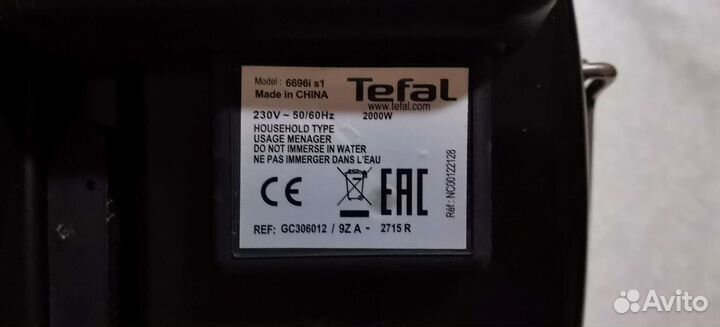 Model : 6696i s1
Made in CHINA
Tefal
www.tefal.com
230V ~ 50/60Hz 2000W
HOUSEHOLD TYPE
USAGE MENAGER
DO NOT IMMERSE IN WATER
NE PAS IMMERGER DANS L'EAU
CE
EAC
Réf : NC00122128
REF: GC306012 / 9Z A - 2715 R
Avito